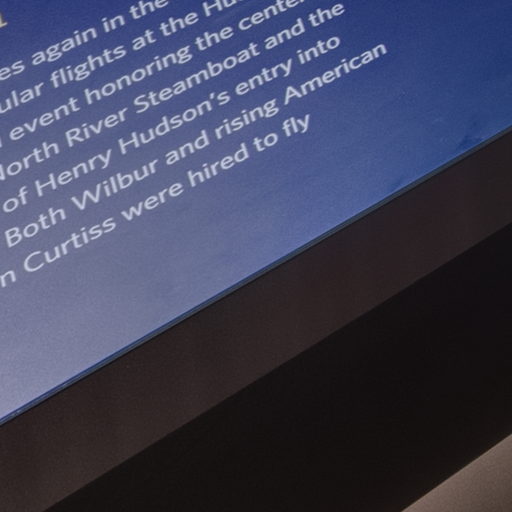 es again in the
ular flights at the Hu
event honoring the center
North River Steamboat and the
of Henry Hudson's entry into
Both Wilbur and rising American
n Curtiss were hired to fly